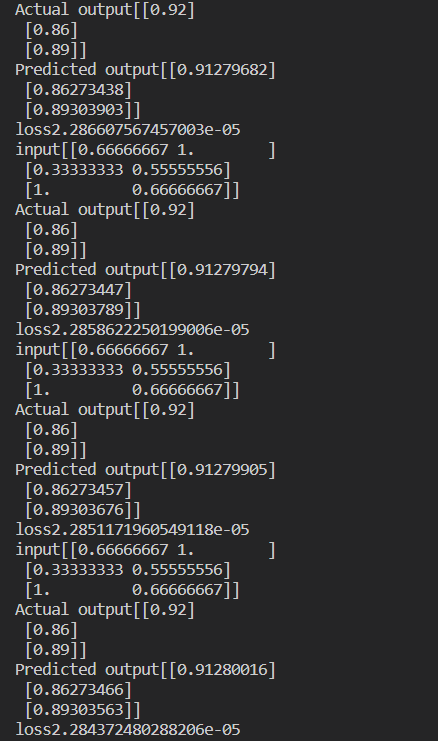 Actual output[[0.92]
[0.86]
[0.89]]
Predicted output[[0.91279682]
[0.86273438]
[0.89303903]]
loss2.286607567457003e-05
input[[0.66666667 1.        ]
[0.33333333 0.55555556]
[1.         0.66666667]]
Actual output[[0.92]
[0.86]
[0.89]]
Predicted output[[0.91279794]
[0.86273447]
[0.89303789]]
loss2.2858622250199006e-05
input[[0.66666667 1.        ]
[0.33333333 0.55555556]
[1.         0.66666667]]
Actual output[[0.92]
[0.86]
[0.89]]
Predicted output[[0.91279905]
[0.86273457]
[0.89303676]]
loss2.2851171960549118e-05
input[[0.66666667 1.        ]
[0.33333333 0.55555556]
[1.         0.66666667]]
Actual output[[0.92]
[0.86]
[0.89]]
Predicted output[[0.91280016]
[0.86273466]
[0.89303563]]
loss2.284372480288206e-05